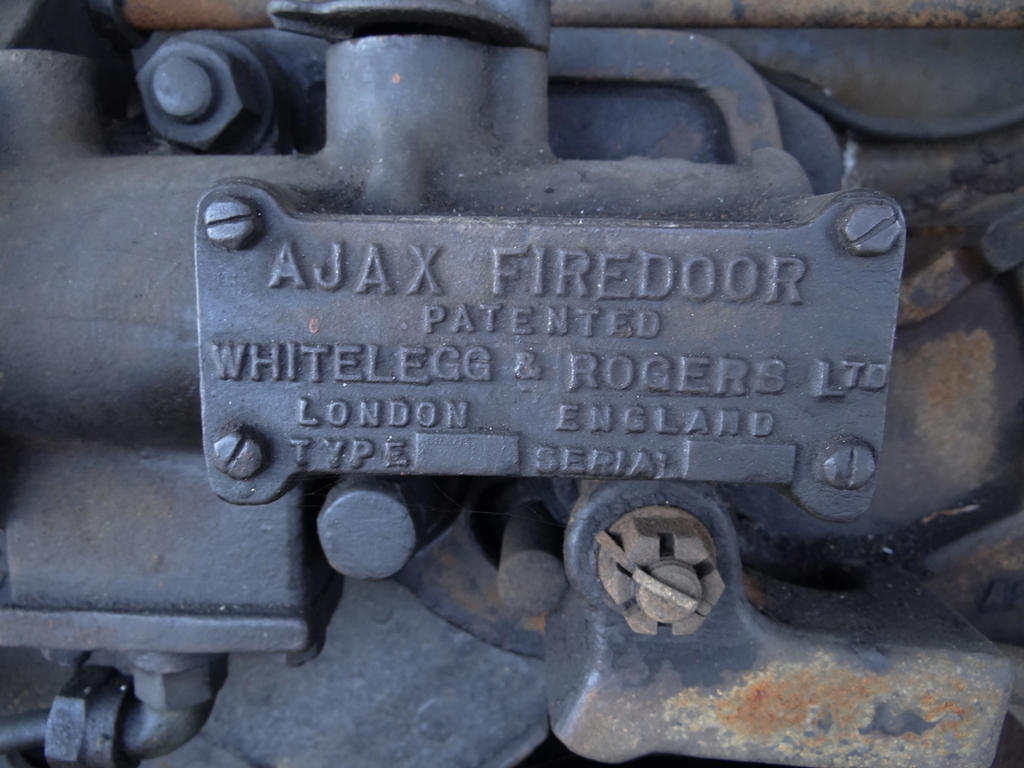 AJAX FIREDOOR
PATENTED
WHITELEGG & ROGERS LTD
LONDON ENGLAND
TYPE SERIAL